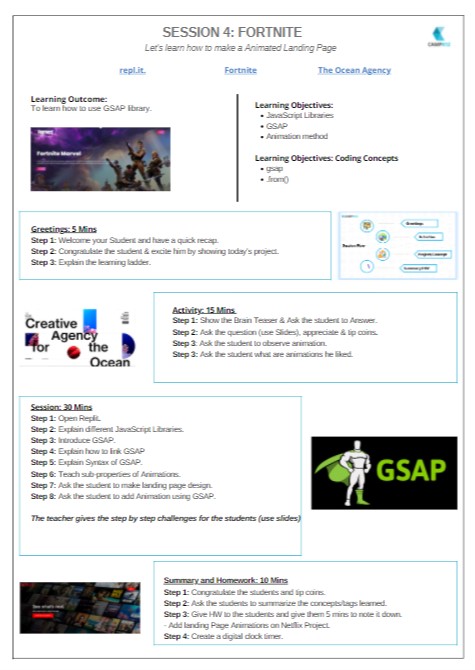 SESSION 4: FORTNITE
Let's learn how to make a Animated Landing Page
repl.it.
Fortnite
The Ocean Agency
Learning Outcome:
To learn how to use GSAP library.
Fortnite Marvel
Learning Objectives:
• JavaScript Libraries
• GSAP
• Animation method
Learning Objectives: Coding Concepts
• gsap
• .from()
Greetings: 5 Mins
Step 1: Welcome your Student and have a quick recap.
Step 2: Congratulate the student & excite him by showing today's project.
Step 3: Explain the learning ladder.
Greetings
Activities
Summary/HW
Creative
Agency
for the
Ocean
Activity: 15 Mins
Step 1: Show the Brain Teaser & Ask the student to Answer.
Step 2: Ask the question (use Slides), appreciate & tip coins.
Step 3: Ask the student to observe animation.
Step 3: Ask the student what are animations he liked.
Session: 30 Mins
Step 1: Open Replit.
Step 2: Explain different JavaScript Libraries.
Step 3: Introduce GSAP.
Step 4: Explain how to link GSAP
Step 5: Explain Syntax of GSAP.
Step 6: Teach sub-properties of Animations.
Step 7: Ask the student to make landing page design.
Step 8: Ask the student to add Animation using GSAP.
The teacher gives the step by step challenges for the students (use slides)
GSAP
See what's next
Summary and Homework: 10 Mins
Step 1: Congratulate the students and tip coins.
Step 2: Ask the students to summarize the concepts/tags learned.
Step 3: Give HW to the students and give them 5 mins to note it down.
- Add landing Page Animations on Netflix Project.
Step 4: Create a digital clock timer.